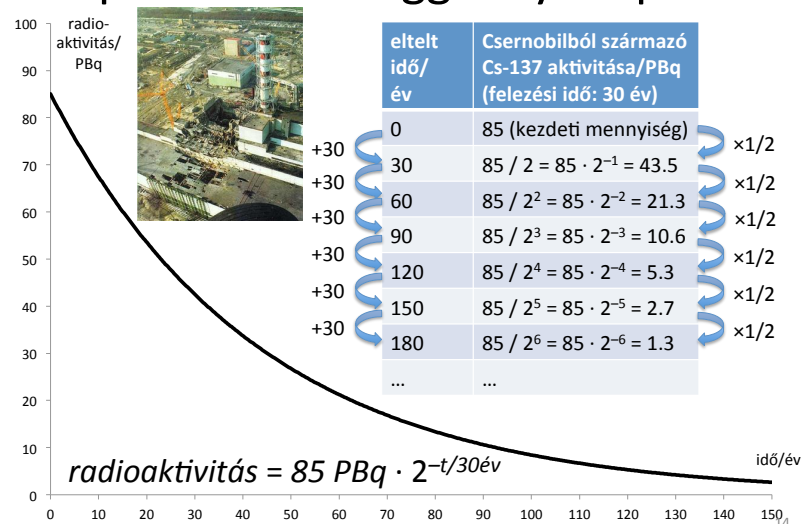 radio-
aktivitás/
PBq
100
90
80
70
60
50
40
30
20
10
0
0 10 20 30 40 50 60 70 80 90 100 110 120 130 140 150
idő/év
radioaktivitás = 85 PBq · 2^–t/30év
eltelt idő/ év | Csernobilból származó Cs-137 aktivitása/PBq (felezési idő: 30 év)
0 | 85 (kezdeti mennyiség)
30 | 85 / 2 = 85 · 2⁻¹ = 43.5
60 | 85 / 2² = 85 · 2⁻² = 21.3
90 | 85 / 2³ = 85 · 2⁻³ = 10.6
120 | 85 / 2⁴ = 85 · 2⁻⁴ = 5.3
150 | 85 / 2⁵ = 85 · 2⁻⁵ = 2.7
180 | 85 / 2⁶ = 85 · 2⁻⁶ = 1.3
... | ...
+30
+30
+30
+30
+30
+30
×1/2
×1/2
×1/2
×1/2
×1/2
×1/2